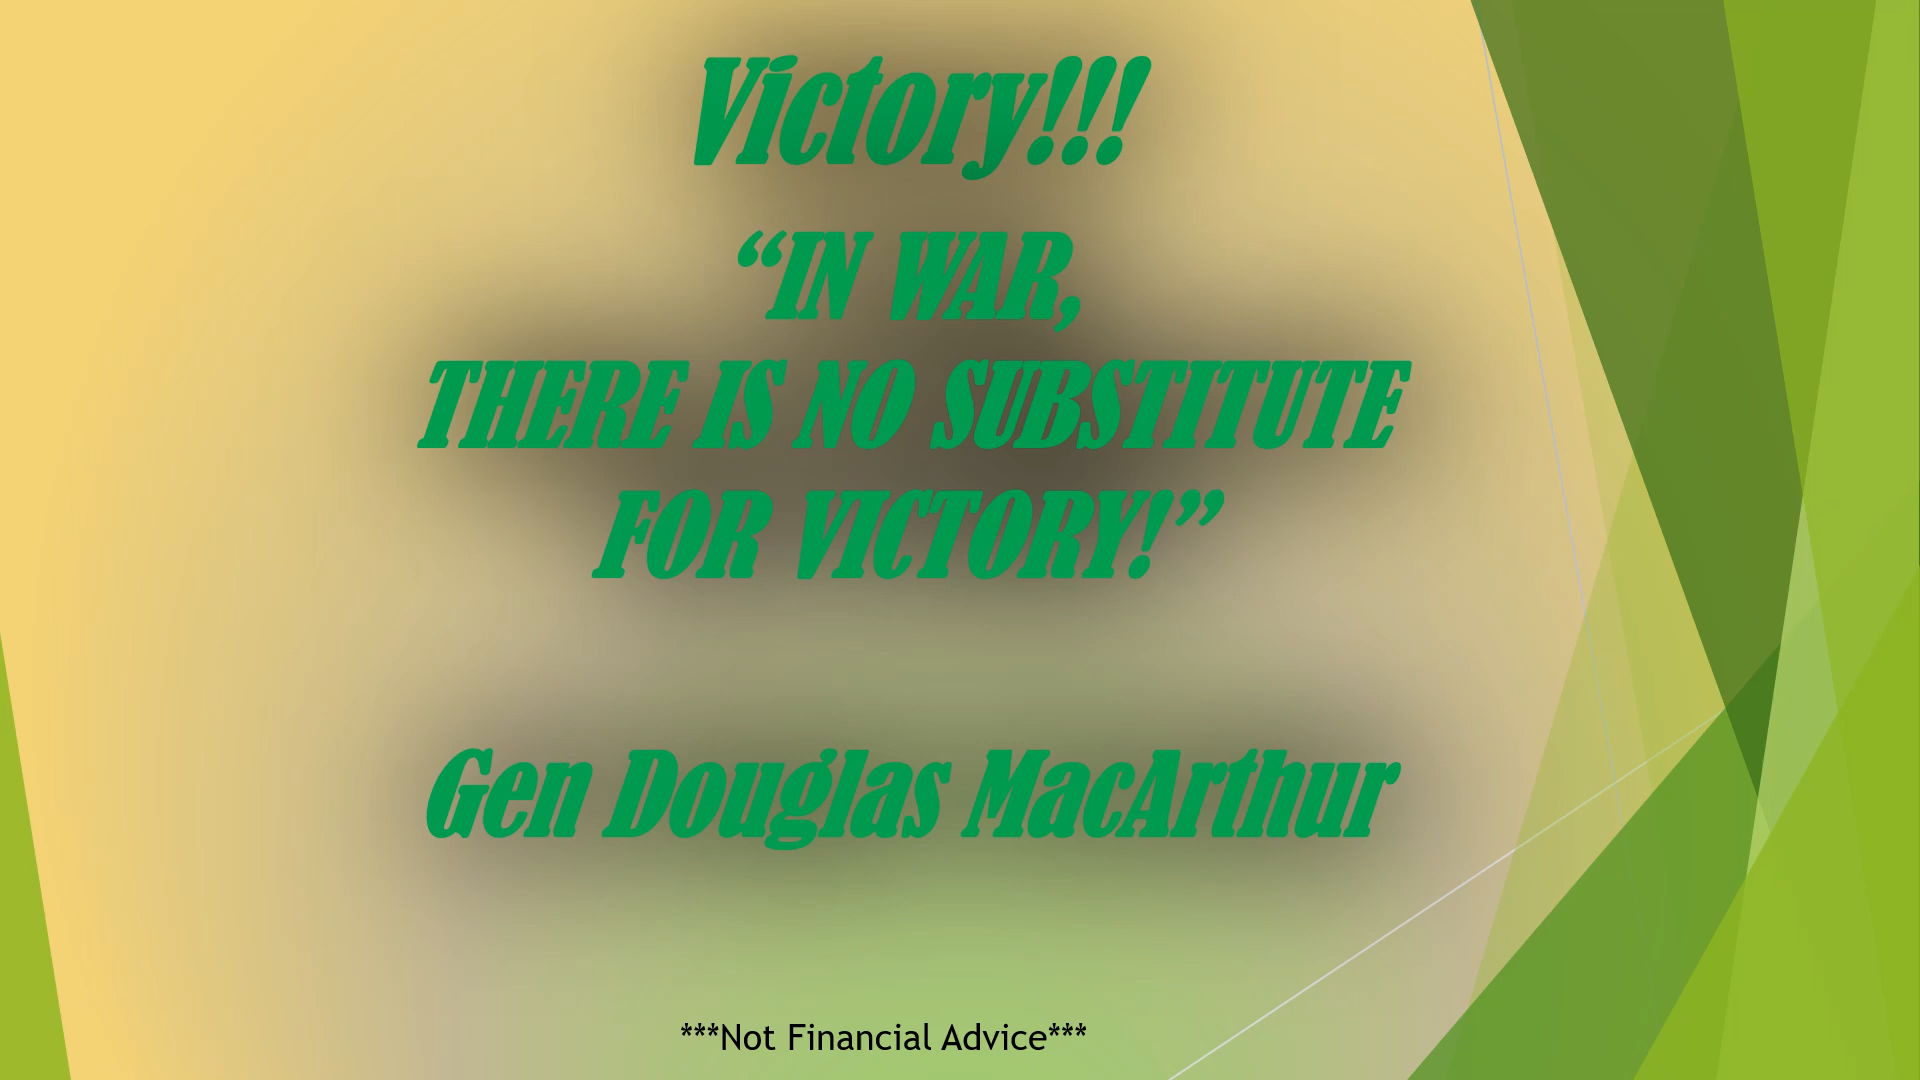 Victory!!!
“IN WAR,
THERE IS NO SUBSTITUTE
FOR VICTORY!”
Gen Douglas MacArthur
***Not Financial Advice***